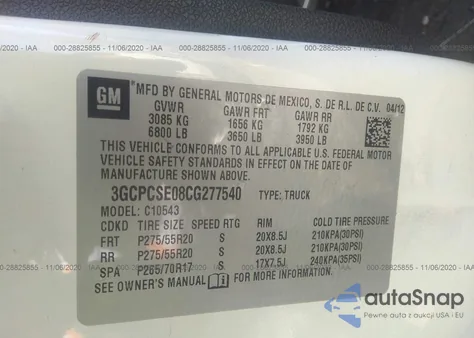 000-28825855 - 11/06/2020 - IAA
GM
*MFD BY GENERAL MOTORS DE MEXICO, S. DE R.L. DE C.V. 04/12
GVWR GAWR FRT GAWR RR
3085 KG 1656 KG 1792 KG
6800 LB 3650 LB 3950 LB
THIS VEHICLE CONFORMS TO ALL APPLICABLE U.S. FEDERAL MOTOR
VEHICLE SAFETY STANDARDS IN EFFECT ON THE DATE OF
MANUFACTURE SHOWN ABOVE.
3GCPCSE08CG277540 TYPE: TRUCK
MODEL: C10543
CDKD TIRE SIZE SPEED RTG RIM COLD TIRE PRESSURE
FRT P275/55R20 S 20X8.5J 210KPA(30PSI)
RR P275/55R20 S 20X8.5J 210KPA(30PSI)
SPA P265/70R17 S 17X7.5J 240KPA(35PSI)
SEE OWNER'S MANUAL FOR MORE INFORMATION.
autoSnap
Pewne auto z USA